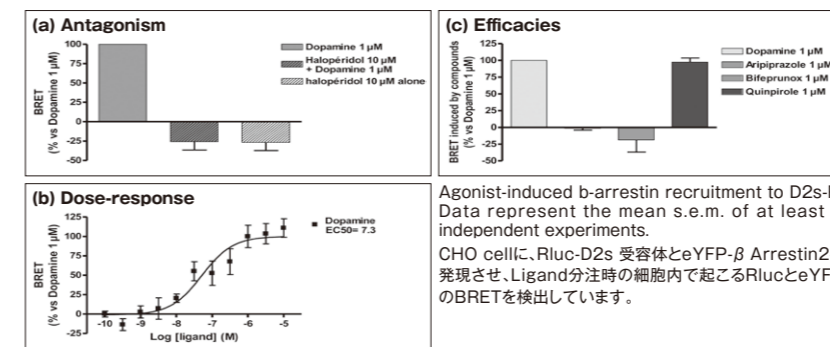 (a) Antagonism
100
75
50
25
0
-25
-50
BRET
(% vs Dopamine 1 µM)
Dopamine 1 µM
Halopéridol 10 µM
+ Dopamine 1 µM
halopéridol 10 µM alone
(c) Efficacies
125
100
75
50
25
0
-25
-50
BRET induced by compounds
(% vs Dopamine 1 µM)
Dopamine 1 µM
Aripiprazole 1 µM
Bifeprunox 1 µM
Quinpirole 1 µM
(b) Dose-response
125
100
75
50
25
0
-25
BRET
(% vs Dopamine 1 µM)
-10 -9 -8 -7 -6 -5
Log [ligand] (M)
Dopamine
EC50= 7.3
Agonist-induced b-arrestin recruitment to D2s-
Data represent the mean s.e.m. of at least
independent experiments.
CHO cellに、Rluc-D2s 受容体とeYFP-β Arrestin2
発現させ、Ligand分注時の細胞内で起こるRlucとeYF
のBRETを検出しています。